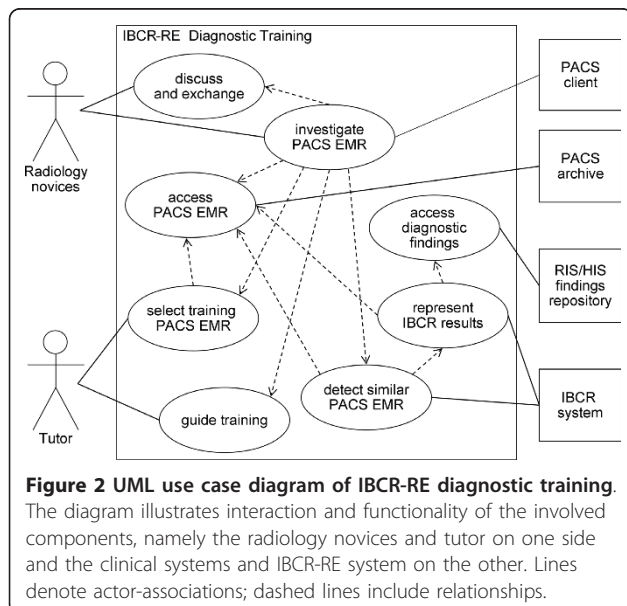 IBCR-RE Diagnostic Training
discuss
and exchange
PACS
client
investigate
PACS EMR
Radiology
novices
PACS
archive
access
PACS EMR
access
diagnostic
findings
RIS/HIS
findings
repository
select training
PACS EMR
represent
IBCR results
detect similar
PACS EMR
IBCR
system
guide training
Tutor
Figure 2 UML use case diagram of IBCR-RE diagnostic training.
The diagram illustrates interaction and functionality of the involved
components, namely the radiology novices and tutor on one side
and the clinical systems and IBCR-RE system on the other. Lines
denote actor-associations; dashed lines include relationships.